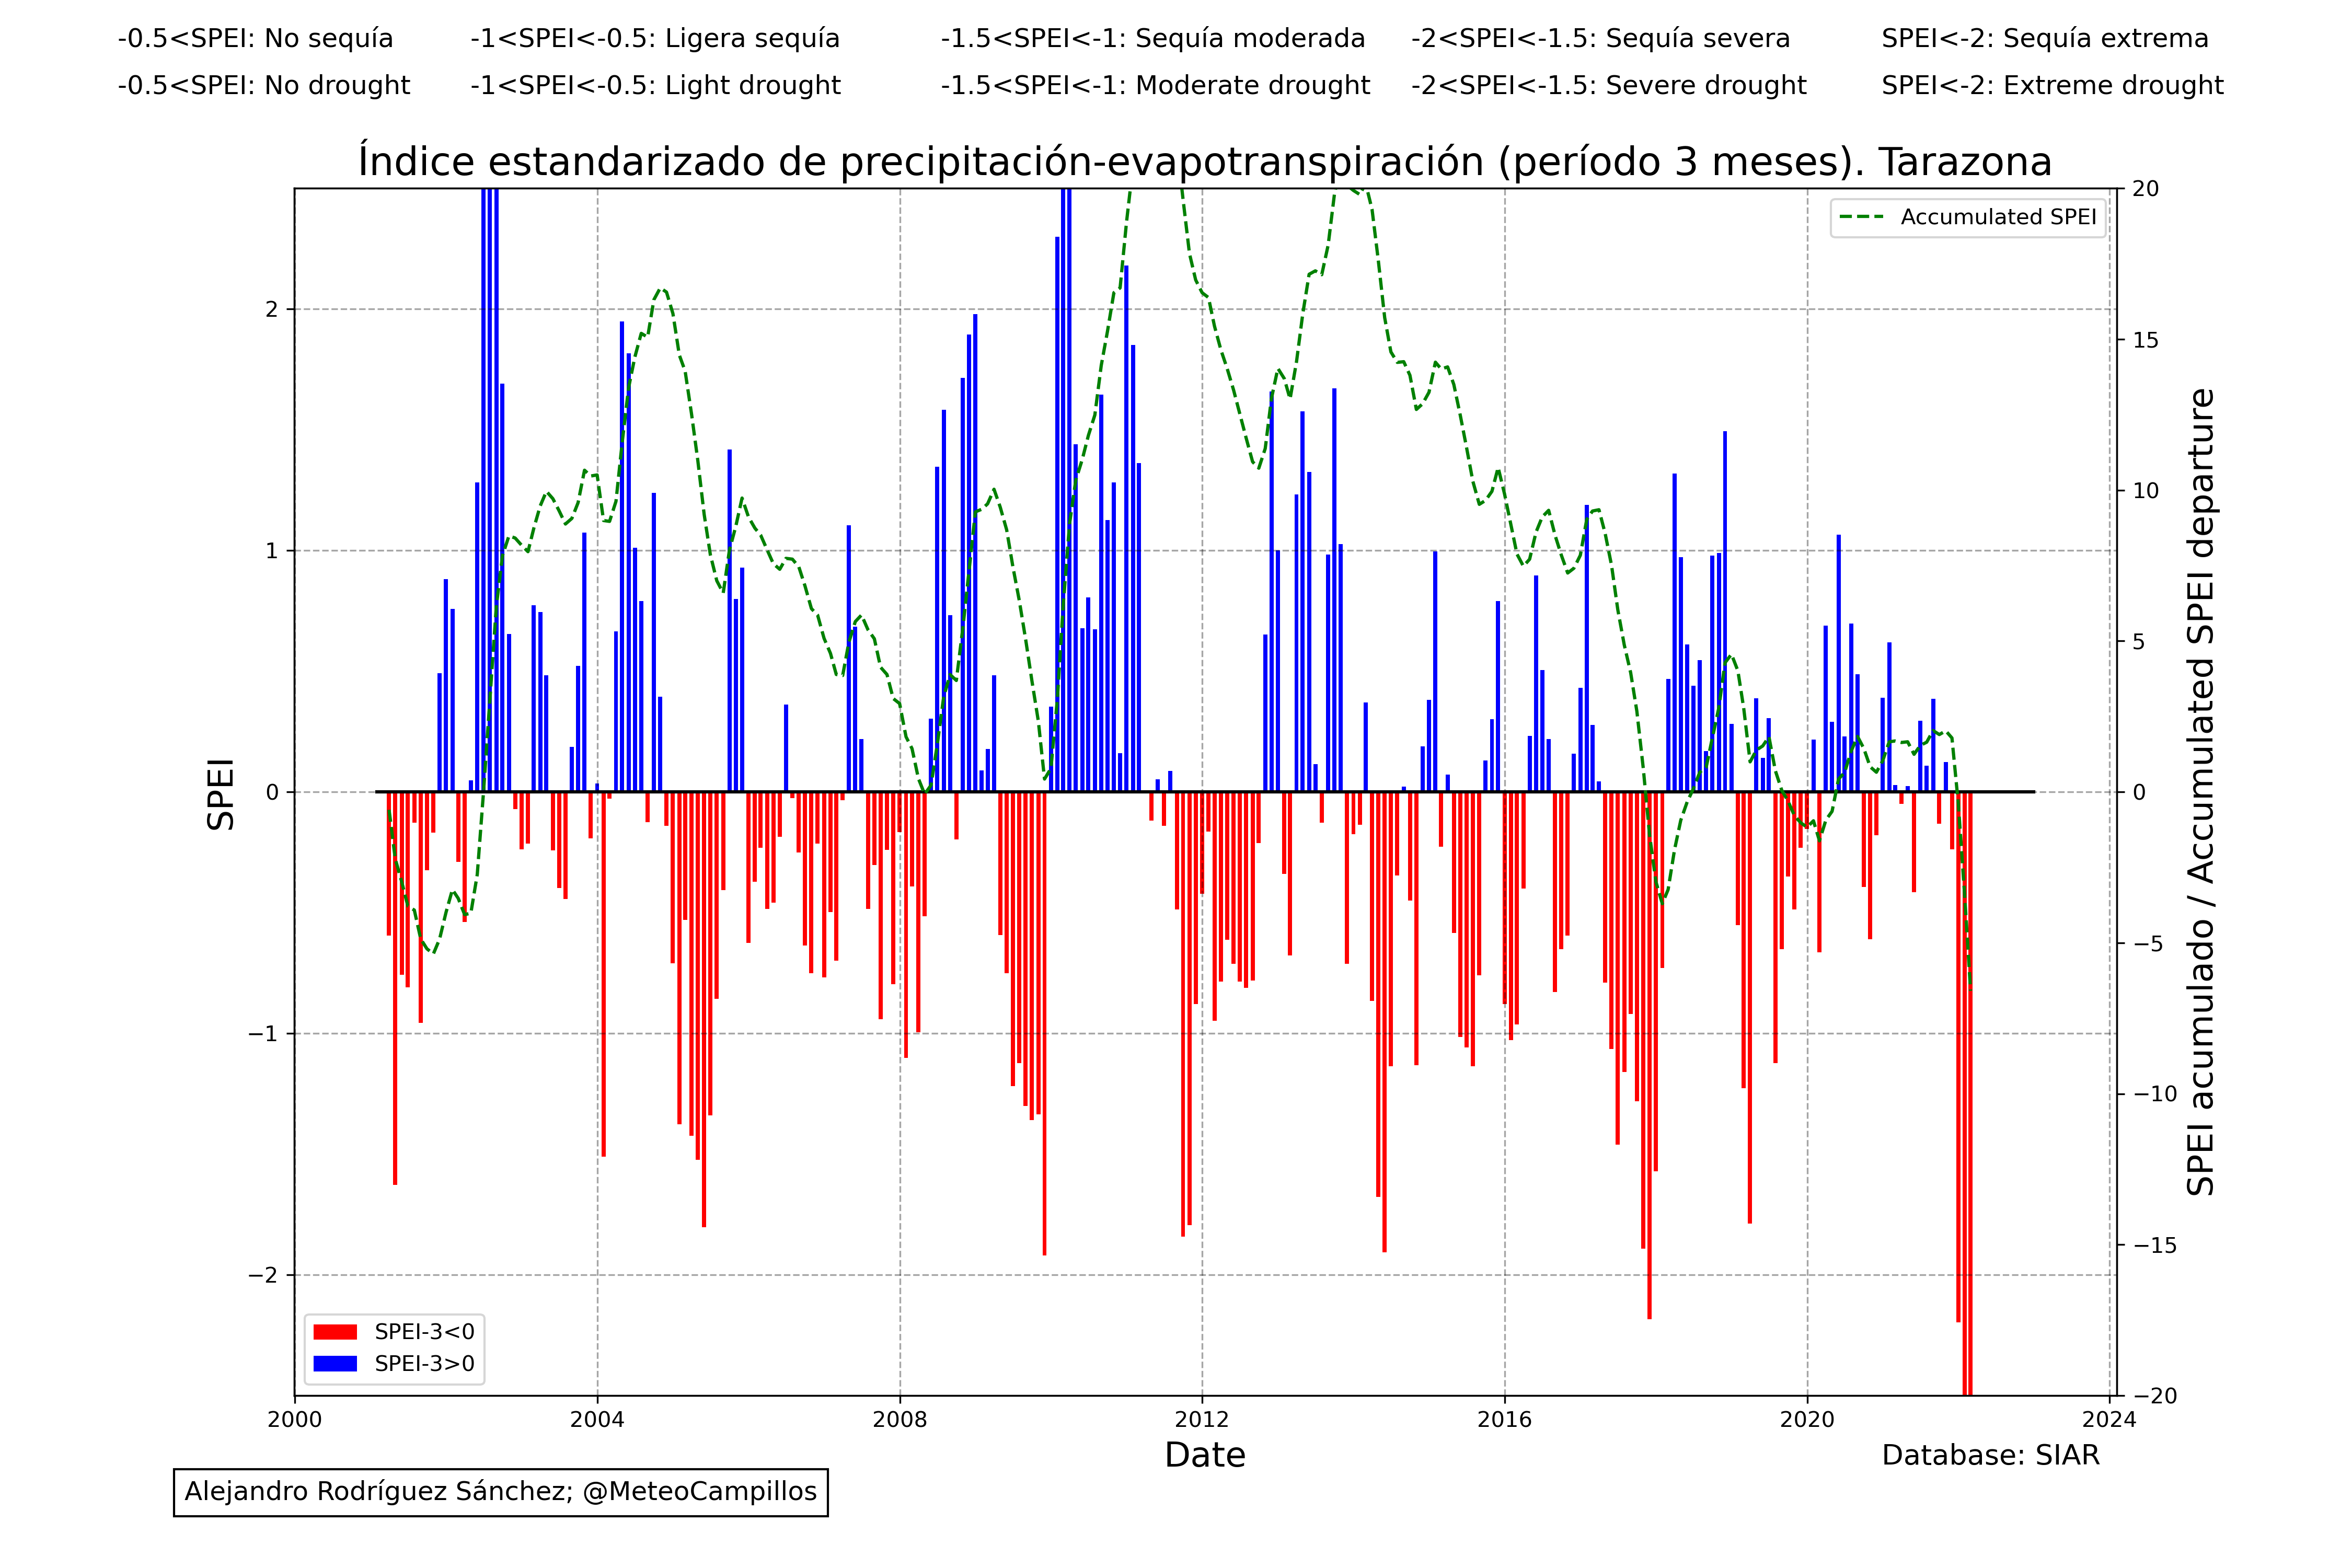 -0.5<SPEI: No sequía -1<SPEI<-0.5: Ligera sequía -1.5<SPEI<-1: Sequía moderada -2<SPEI<-1.5: Sequía severa SPEI<-2: Sequía extrema
-0.5<SPEI: No drought -1<SPEI<-0.5: Light drought -1.5<SPEI<-1: Moderate drought -2<SPEI<-1.5: Severe drought SPEI<-2: Extreme drought
Índice estandarizado de precipitación-evapotranspiración (período 3 meses). Tarazona
Accumulated SPEI
SPEI
2
1
0
−1
−2
20
15
10
5
0
−5
−10
−15
−20
SPEI acumulado / Accumulated SPEI departure
SPEI-3<0
SPEI-3>0
2000 2004 2008 2012 2016 2020 2024
Date
Database: SIAR
Alejandro Rodríguez Sánchez; @MeteoCampillos